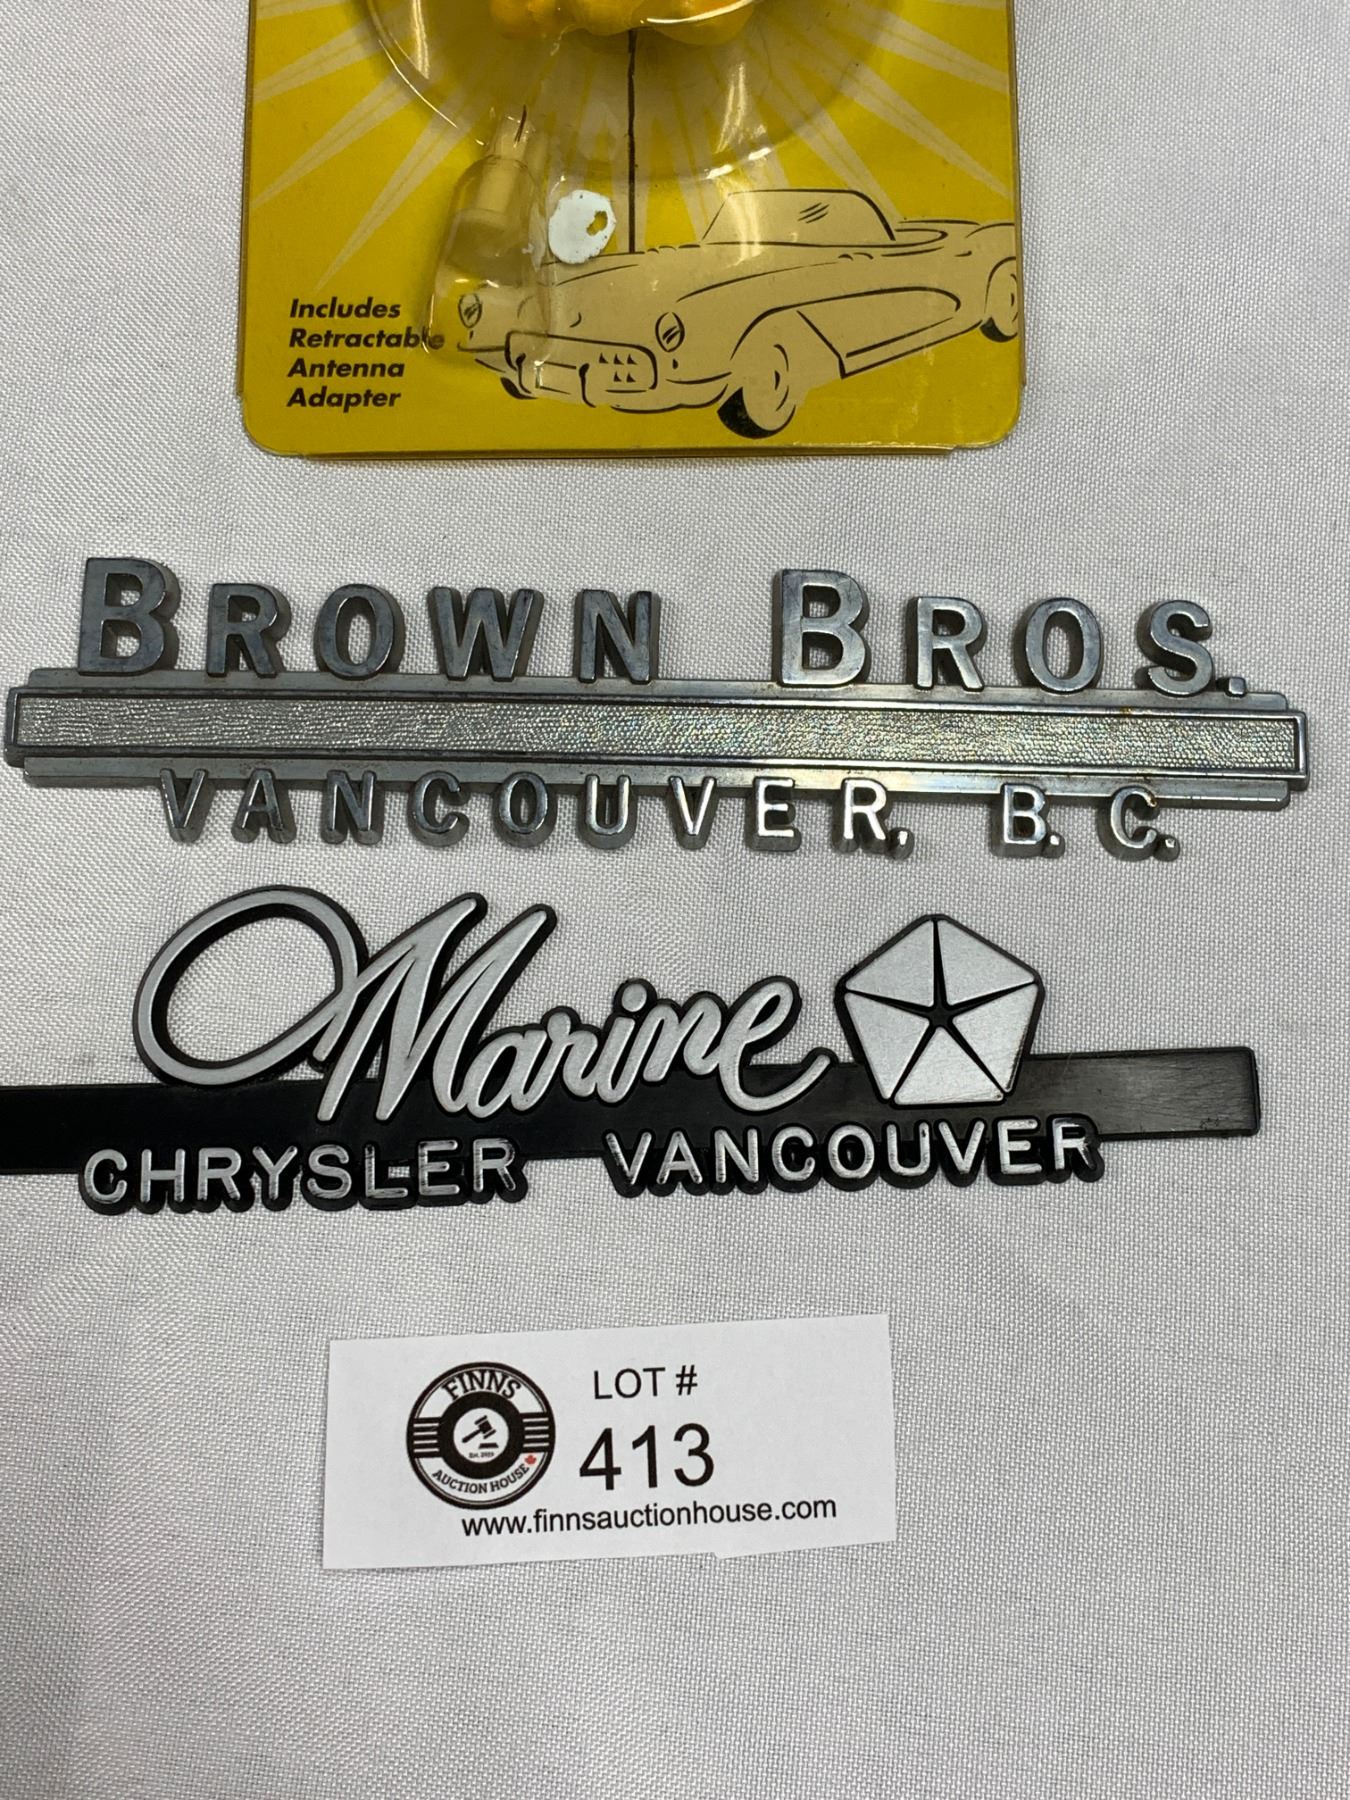 Includes
Retractable
Antenna
Adapter
BROWN BROS.
VANCOUVER, B.C.
Marine
CHRYSLER VANCOUVER
FINNS
AUCTION HOUSE
LOT #
413
www.finnsauctionhouse.com